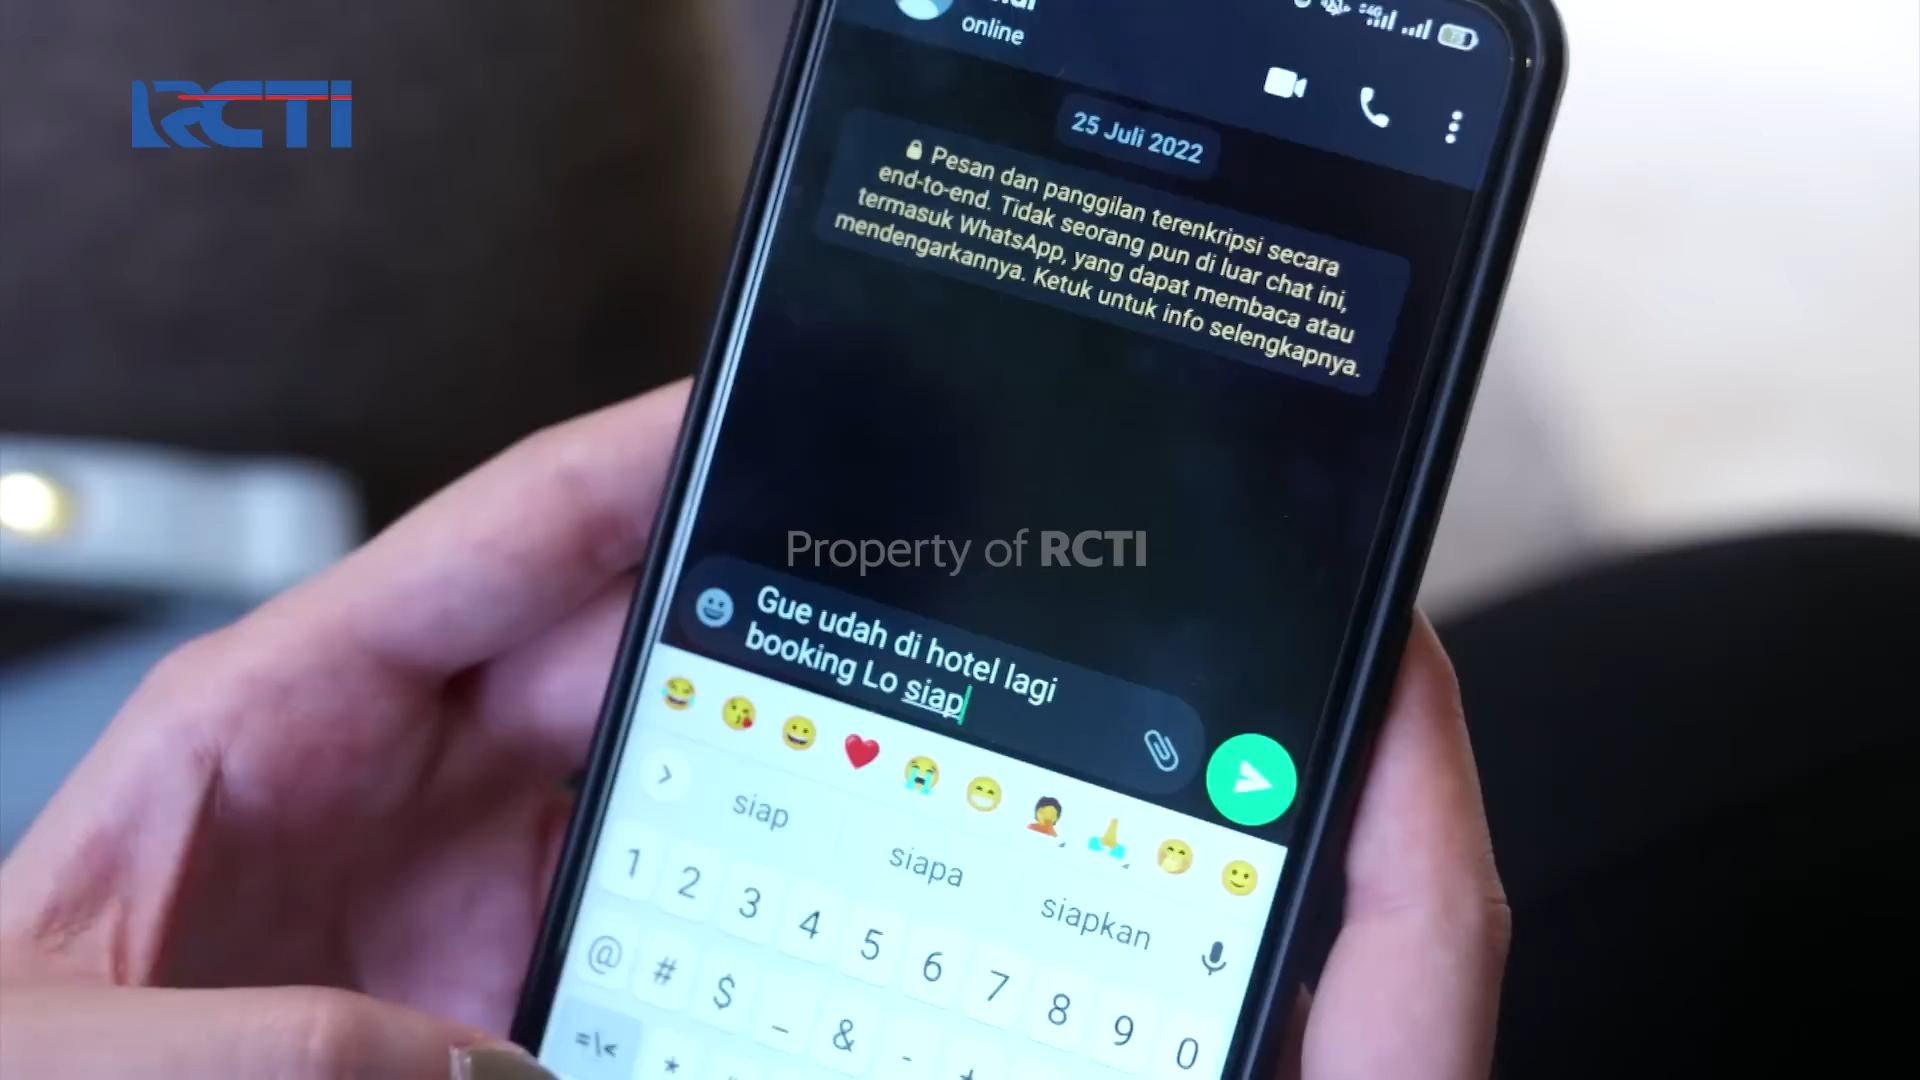 RCTI
online
25 Juli 2022
Pesan dan panggilan terenkripsi secara
end-to-end. Tidak seorang pun di luar chat ini,
termasuk WhatsApp, yang dapat membaca atau
mendengarkannya. Ketuk untuk info selengkapnya.
Property of RCTI
Gue udah di hotel lagi
booking Lo siap
siap siapa siapkan
1 2 3 4 5 6 7 8 9 0
@ # $ _ & - +
=\< *